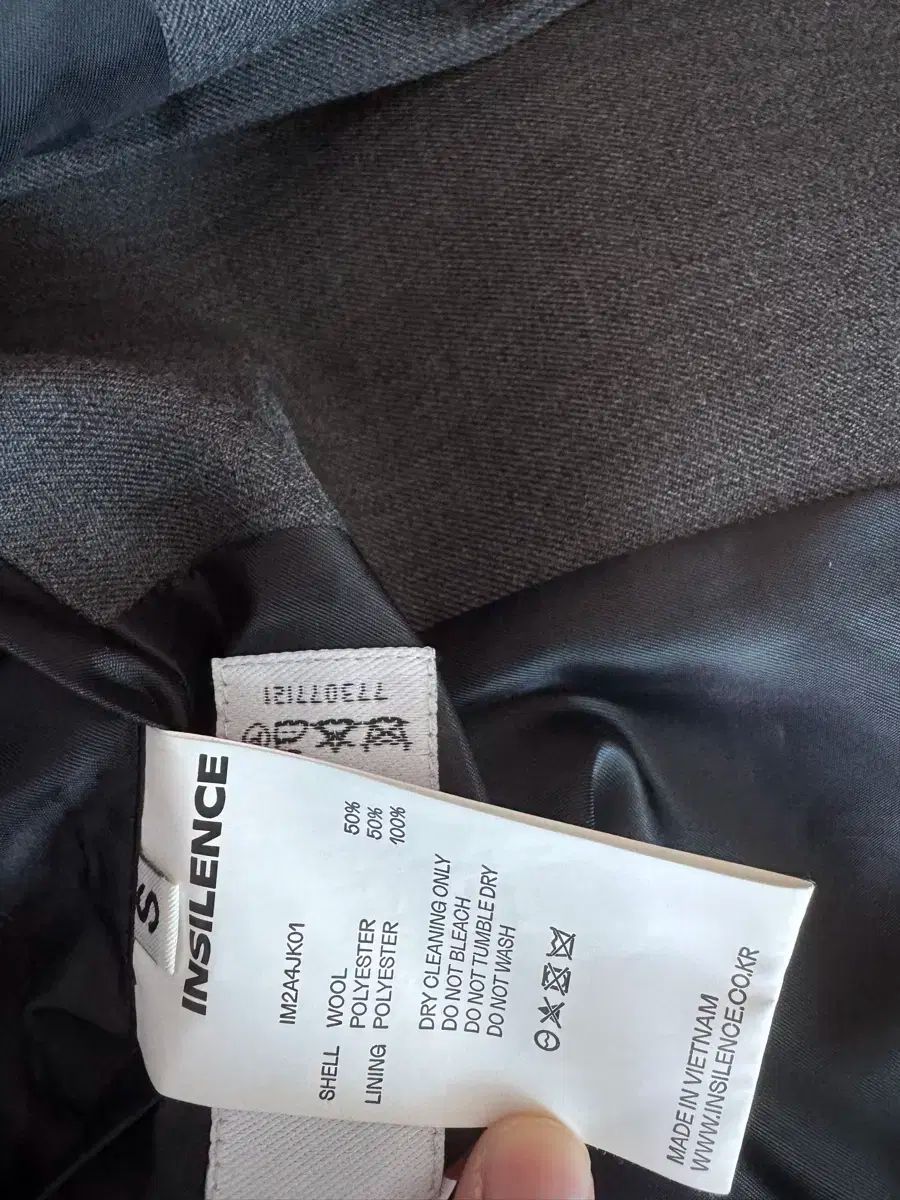 773077121
S
INSILENCE
IM2A4JK01
SHELL WOOL 50%
POLYESTER 50%
LINING POLYESTER 100%
DRY CLEANING ONLY
DO NOT BLEACH
DO NOT TUMBLE DRY
DO NOT WASH
MADE IN VIETNAM
WWW.INSILENCE.CO.KR